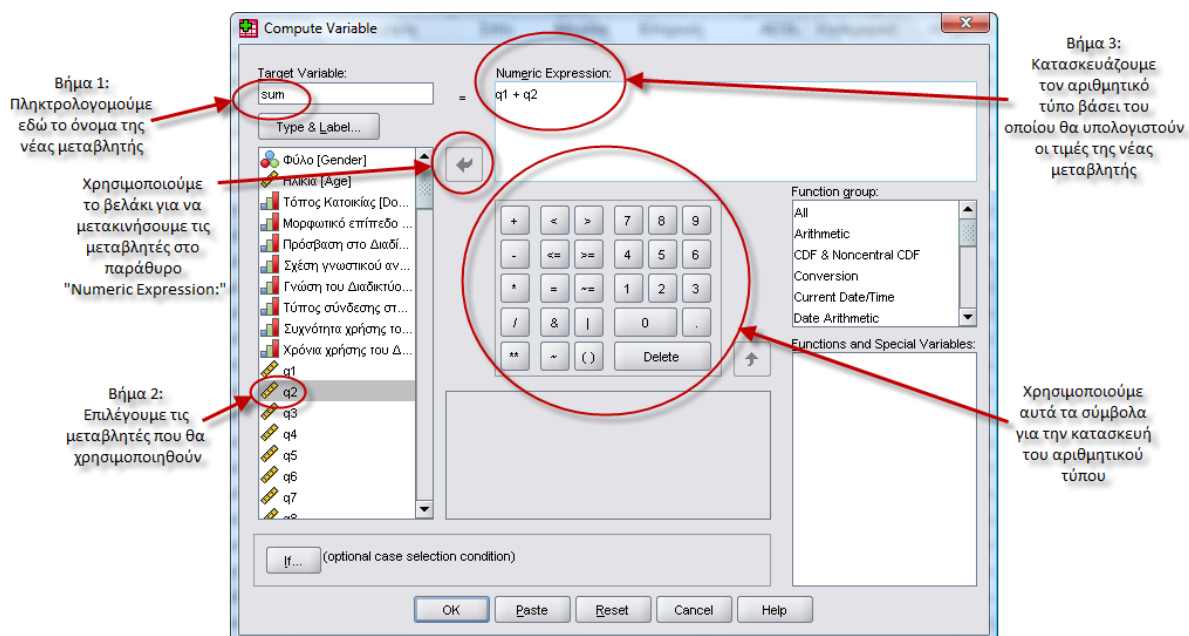 Compute Variable
Βήμα 1:
Πληκτρολογομούμε
εδώ το όνομα της
νέας μεταβλητής
Χρησιμοποιούμε
το βελάκι για να
μετακινήσουμε τις
μεταβλητές στο
παράθυρο
"Numeric Expression:"
Βήμα 2:
Επιλέγουμε τις
μεταβλητές που θα
χρησιμοποιηθούν
Target Variable:
sum
=
Type & Label...
Numeric Expression:
q1 + q2
Φύλο [Gender]
Ηλικία [Age]
Τόπος Κατοικίας [Do...
Μορφωτικό επίπεδο ...
Πρόσβαση στο Διαδί...
Σχέση γνωστικού αν...
Γνώση του Διαδικτύο...
Τύπος σύνδεσης στ...
Συχνότητα χρήσης το...
Χρόνια χρήσης του Δ...
q1
q2
q3
q4
q5
q6
q7
q8
+ < > 7 8 9
- <= >= 4 5 6
* = ~= 1 2 3
/ & | 0 .
** ~ ( ) Delete
Function group:
All
Arithmetic
CDF & Noncentral CDF
Conversion
Current Date/Time
Date Arithmetic
Functions and Special Variables:
If...
(optional case selection condition)
OK Paste Reset Cancel Help
Βήμα 3:
Κατασκευάζουμε
τον αριθμητικό
τύπο βάσει του
οποίου θα υπολογιστούν
οι τιμές της νέας
μεταβλητής
Χρησιμοποιούμε
αυτά τα σύμβολα
για την κατασκευή
του αριθμητικού
τύπου